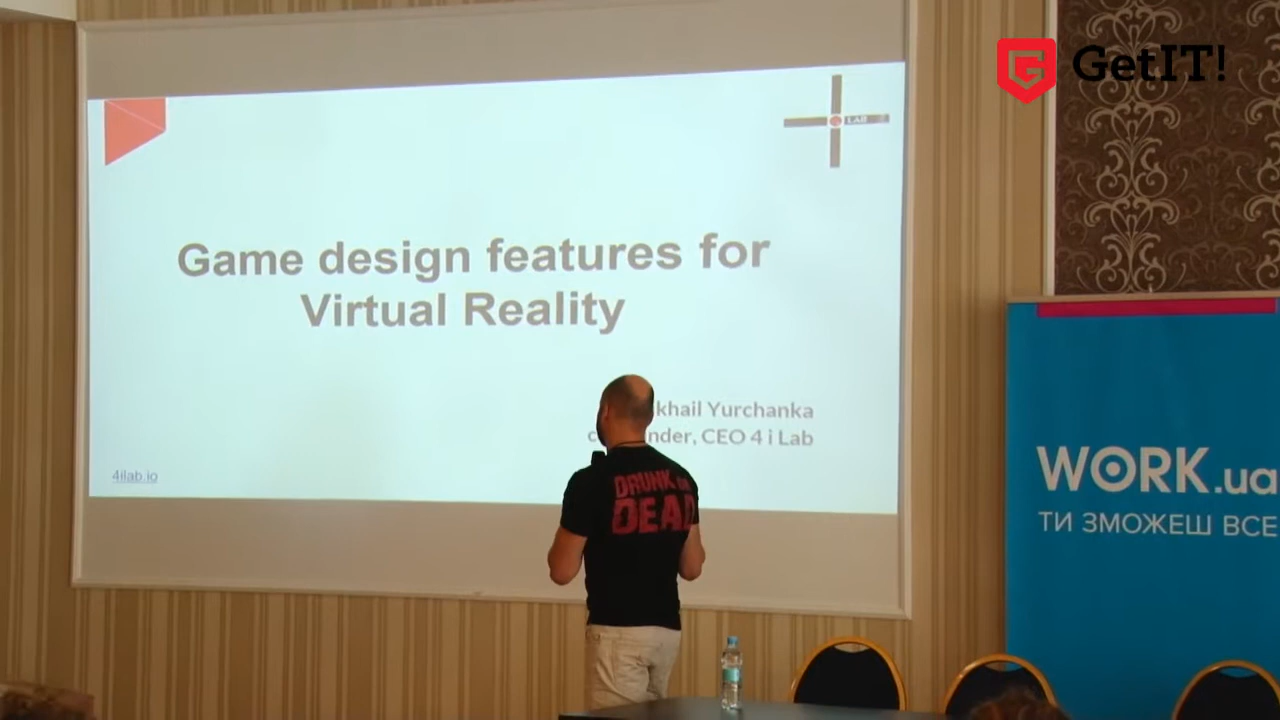 GetIT!
LAB
Game design features for
Virtual Reality
khail Yurchanka
nder, CEO 4 i Lab
4ilab.io
DRUNK OR
DEAD
WORK.ua
ТИ ЗМОЖЕШ ВСЕ